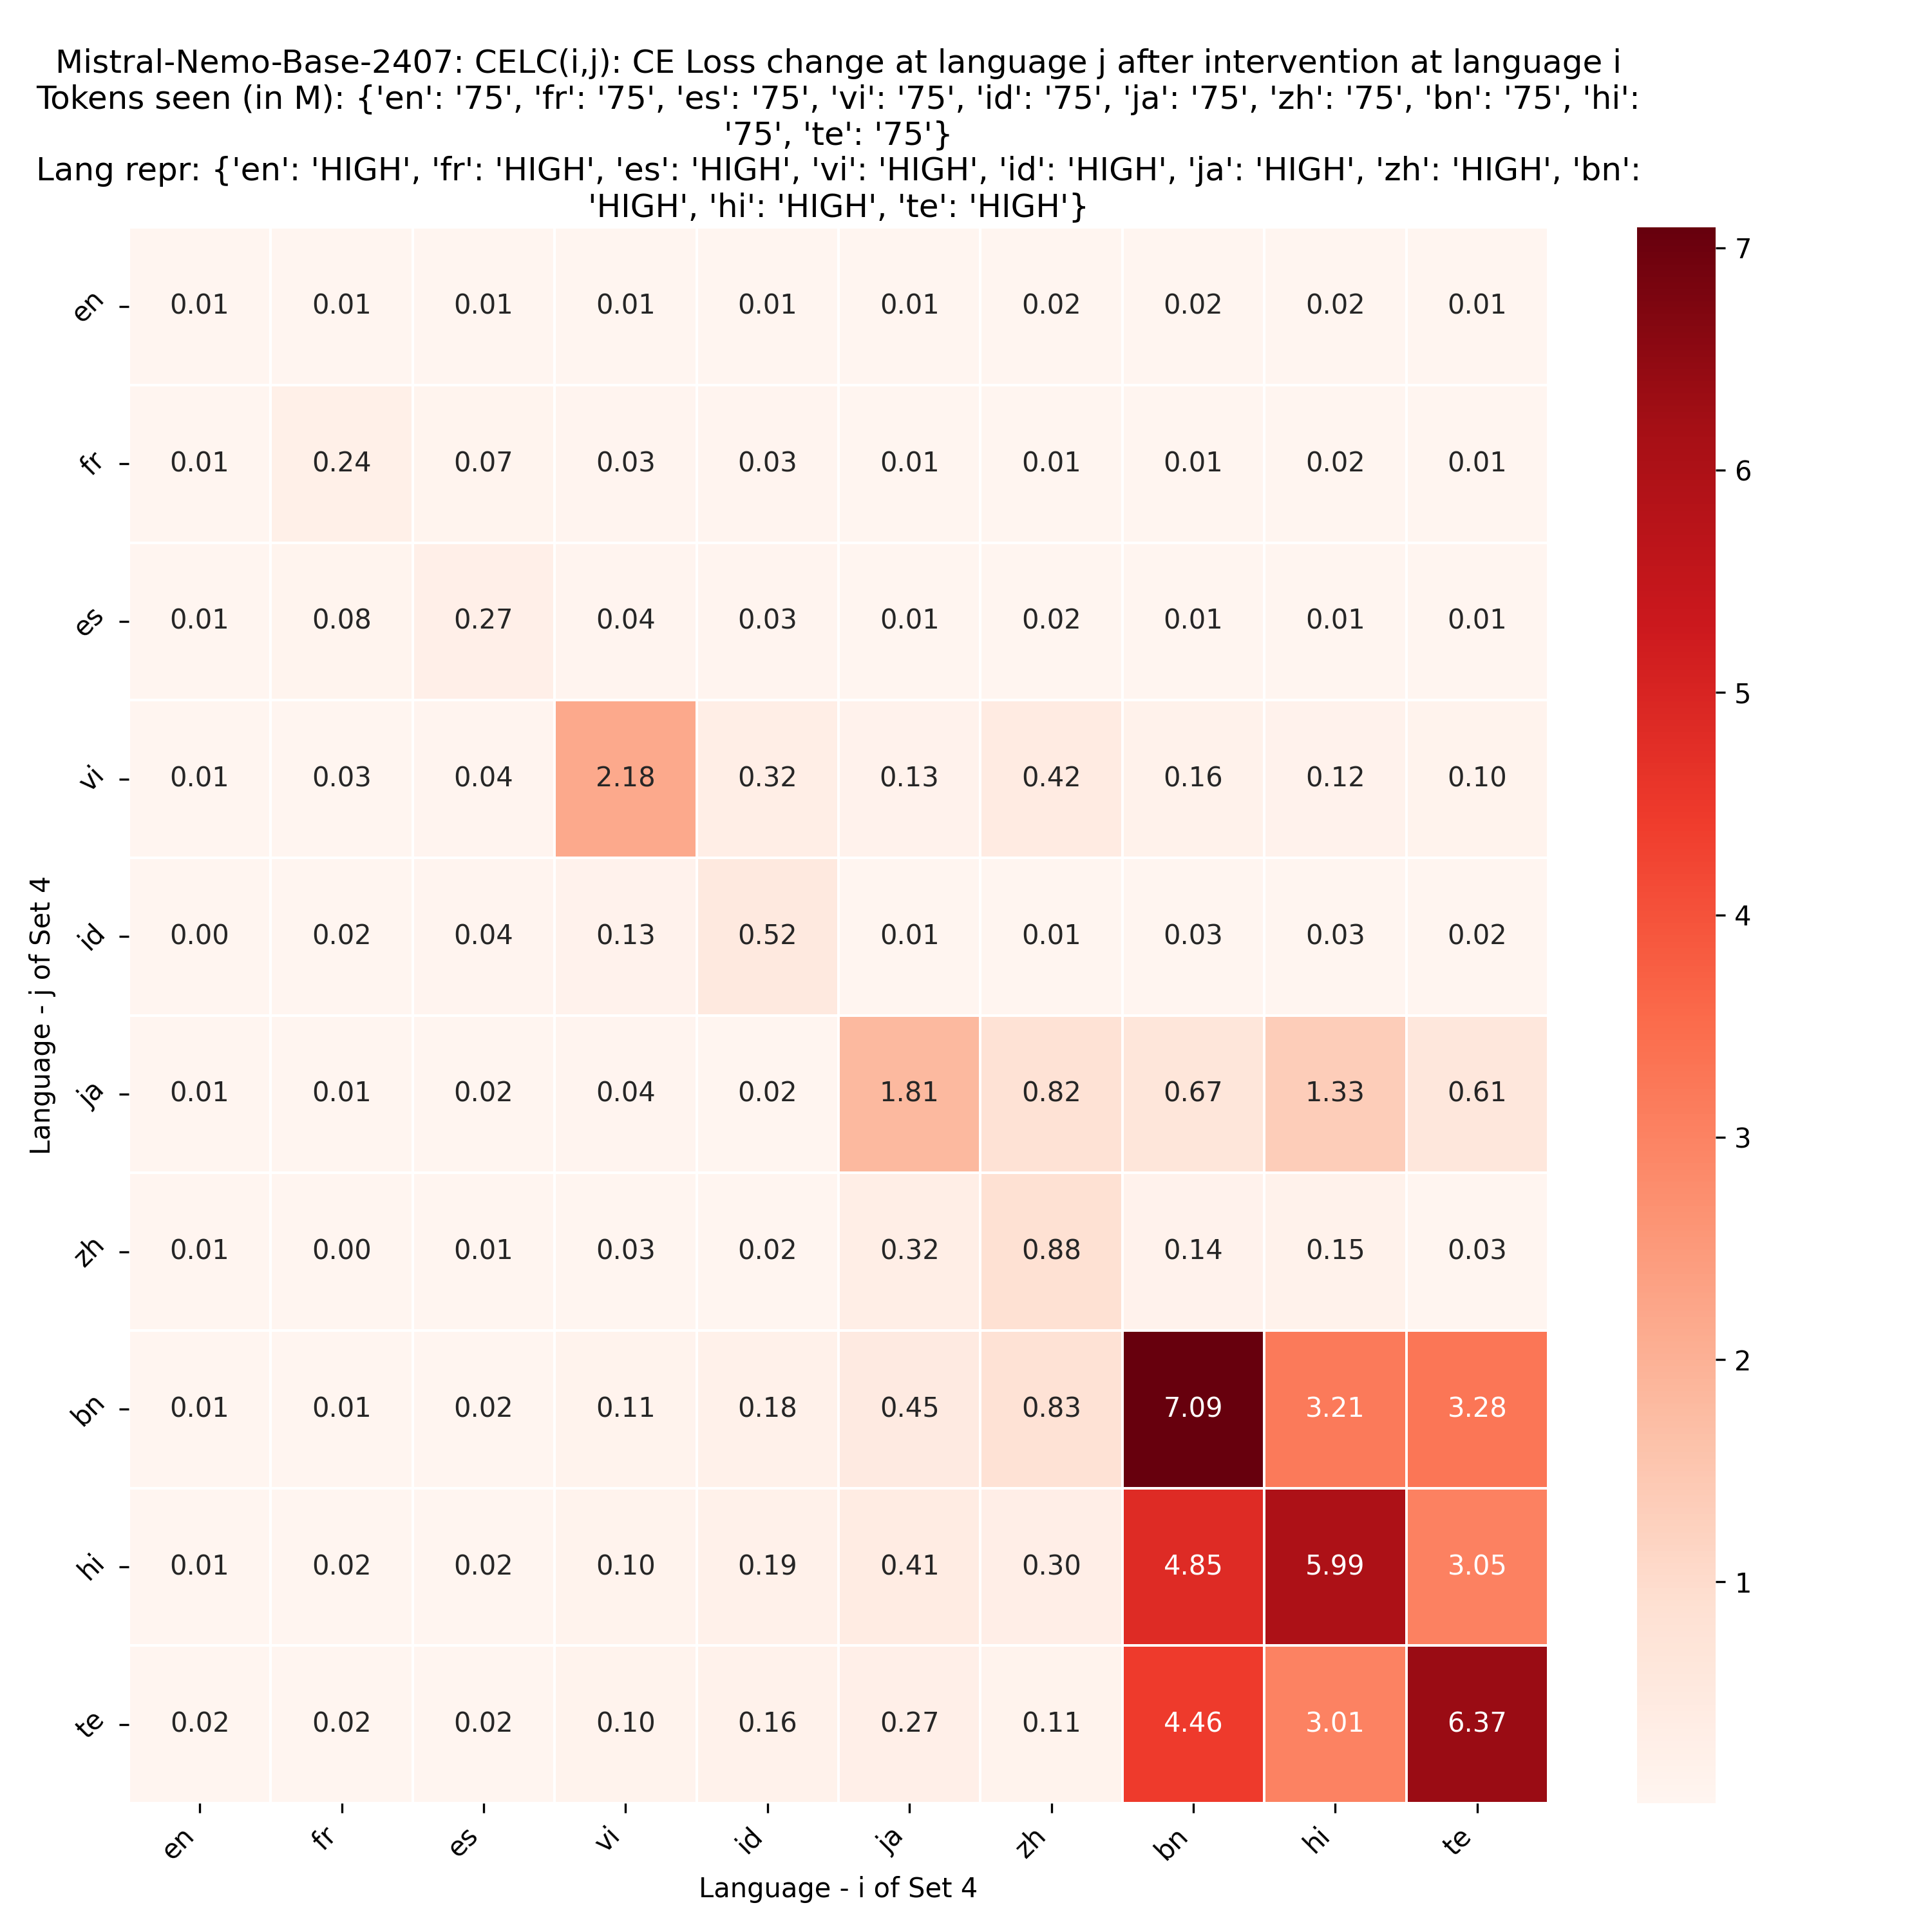 Mistral-Nemo-Base-2407: CELC(i,j): CE Loss change at language j after intervention at language i
Tokens seen (in M): {'en': '75', 'fr': '75', 'es': '75', 'vi': '75', 'id': '75', 'ja': '75', 'zh': '75', 'bn': '75', 'hi':
'75', 'te': '75'}
Lang repr: {'en': 'HIGH', 'fr': 'HIGH', 'es': 'HIGH', 'vi': 'HIGH', 'id': 'HIGH', 'ja': 'HIGH', 'zh': 'HIGH', 'bn':
'HIGH', 'hi': 'HIGH', 'te': 'HIGH'}
Language - j of Set 4
en 0.01 0.01 0.01 0.01 0.01 0.01 0.02 0.02 0.02 0.01
fr 0.01 0.24 0.07 0.03 0.03 0.01 0.01 0.01 0.02 0.01
es 0.01 0.08 0.27 0.04 0.03 0.01 0.02 0.01 0.01 0.01
vi 0.01 0.03 0.04 2.18 0.32 0.13 0.42 0.16 0.12 0.10
id 0.00 0.02 0.04 0.13 0.52 0.01 0.01 0.03 0.03 0.02
ja 0.01 0.01 0.02 0.04 0.02 1.81 0.82 0.67 1.33 0.61
zh 0.01 0.00 0.01 0.03 0.02 0.32 0.88 0.14 0.15 0.03
bn 0.01 0.01 0.02 0.11 0.18 0.45 0.83 7.09 3.21 3.28
hi 0.01 0.02 0.02 0.10 0.19 0.41 0.30 4.85 5.99 3.05
te 0.02 0.02 0.02 0.10 0.16 0.27 0.11 4.46 3.01 6.37
en fr es vi id ja zh bn hi te
Language - i of Set 4
7
6
5
4
3
2
1